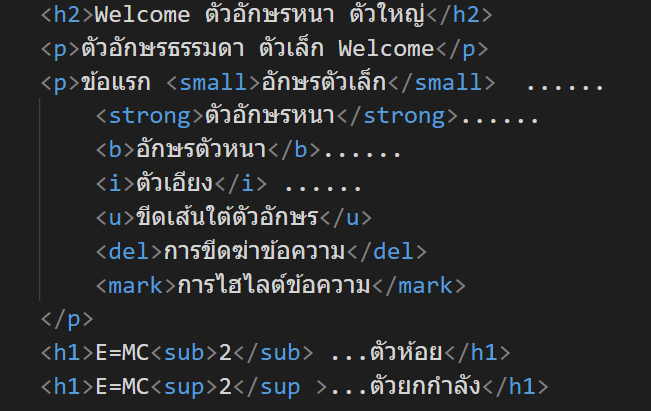 <h2>Welcome ตัวอักษรหนา ตัวใหญ่</h2>
<p>ตัวอักษรธรรมดา ตัวเล็ก Welcome</p>
<p>ข้อแรก <small>อักษรตัวเล็ก</small>  ......
<strong>ตัวอักษรหนา</strong>......
<b>อักษรตัวหนา</b>......
<i>ตัวเอียง</i> ......
<u>ขีดเส้นใต้ตัวอักษร</u>
<del>การขีดฆ่าข้อความ</del>
<mark>การไฮไลต์ข้อความ</mark>
</p>
<h1>E=MC<sub>2</sub> ...ตัวห้อย</h1>
<h1>E=MC<sup>2</sup >...ตัวยกกำลัง</h1>